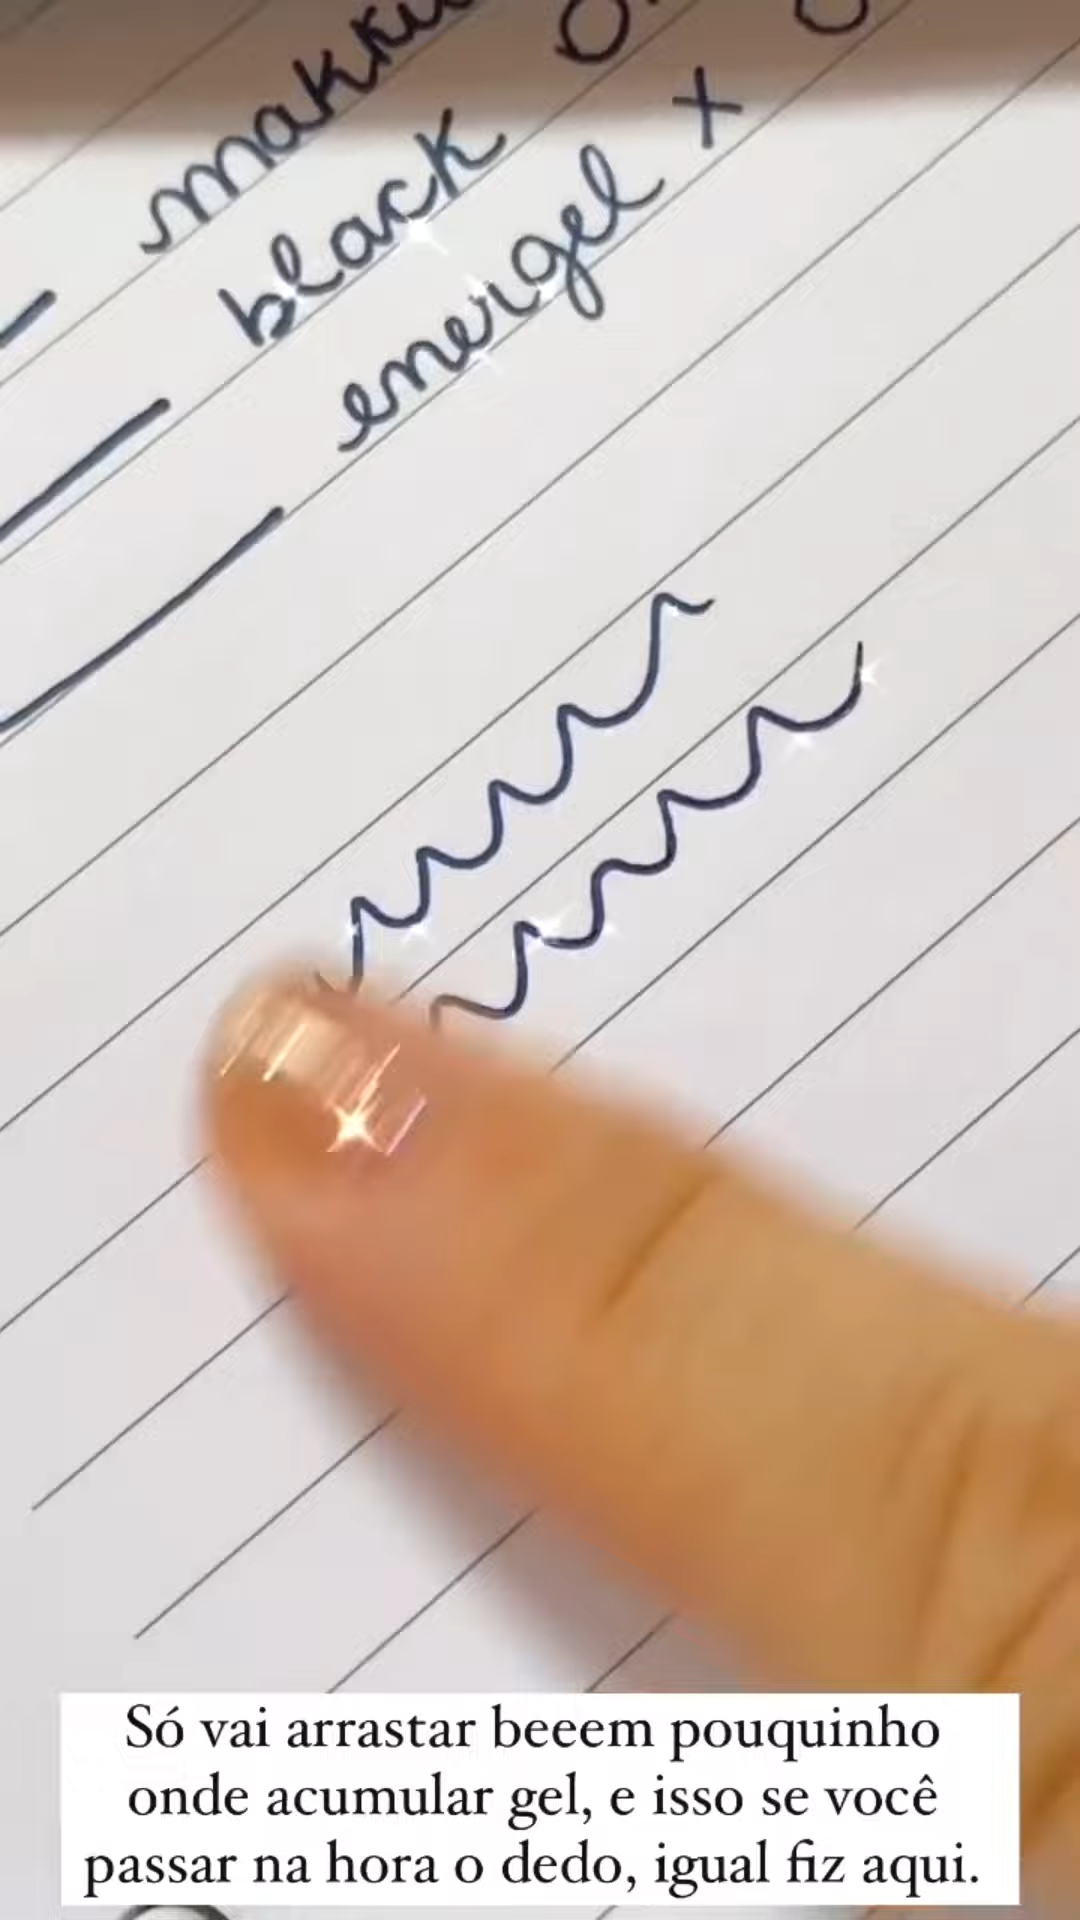 black
energel x
Só vai arrastar beeem pouquinho
onde acumular gel, e isso se você
passar na hora o dedo, igual fiz aqui.